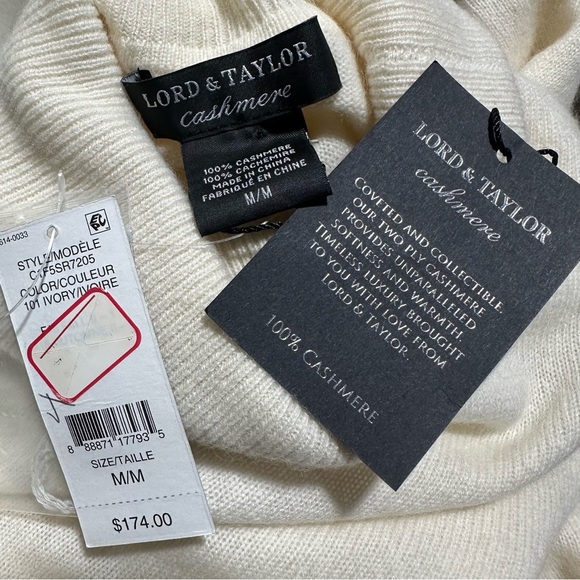 LORD & TAYLOR
cashmere
100% CASHMERE
100% CACHEMIRE
MADE IN CHINA
FABRIQUÉ EN CHINE
M/M
LORD & TAYLOR
cashmere
COVETED AND COLLECTIBLE
OUR TWO PLY CASHMERE
PROVIDES UNPARALLELED
SOFTNESS AND WARMTH.
TIMELESS LUXURY BROUGHT
TO YOU WITH LOVE FROM
LORD & TAYLOR.
100% CASHMERE
614-0033
STYLE/MODÈLE
COLOR/COULEUR
101 IVORY/IVOIRE
8 88871 17793 5
SIZE/TAILLE
M/M
$174.00